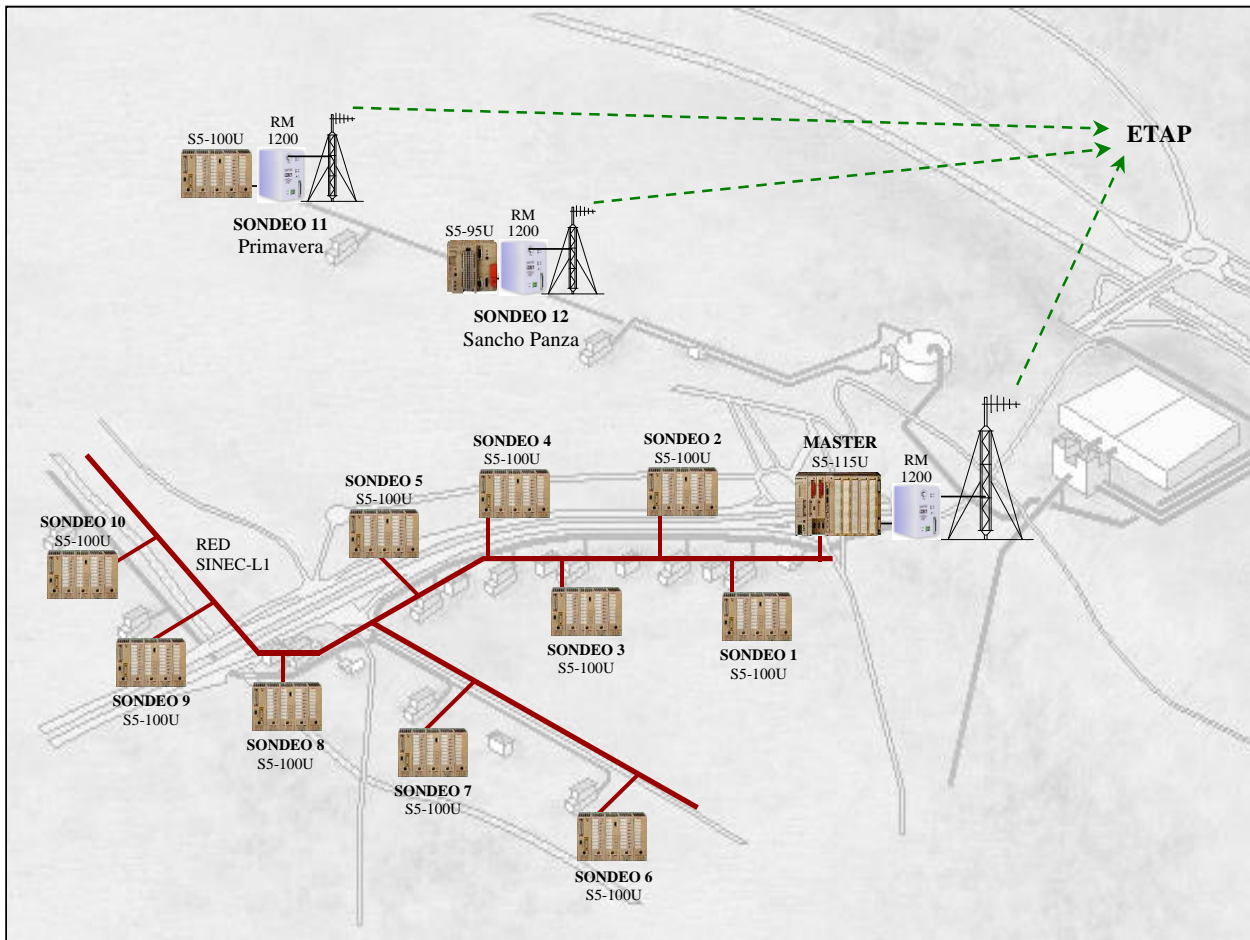 RM
1200
S5-100U
ETAP
SONDEO 11
Primavera
RM
1200
S5-95U
SONDEO 12
Sancho Panza
SONDEO 4
S5-100U
SONDEO 2
S5-100U
MASTER
S5-115U
RM
1200
SONDEO 5
S5-100U
SONDEO 10
S5-100U
RED
SINEC-L1
SONDEO 3
S5-100U
SONDEO 1
S5-100U
SONDEO 9
S5-100U
SONDEO 8
S5-100U
SONDEO 7
S5-100U
SONDEO 6
S5-100U